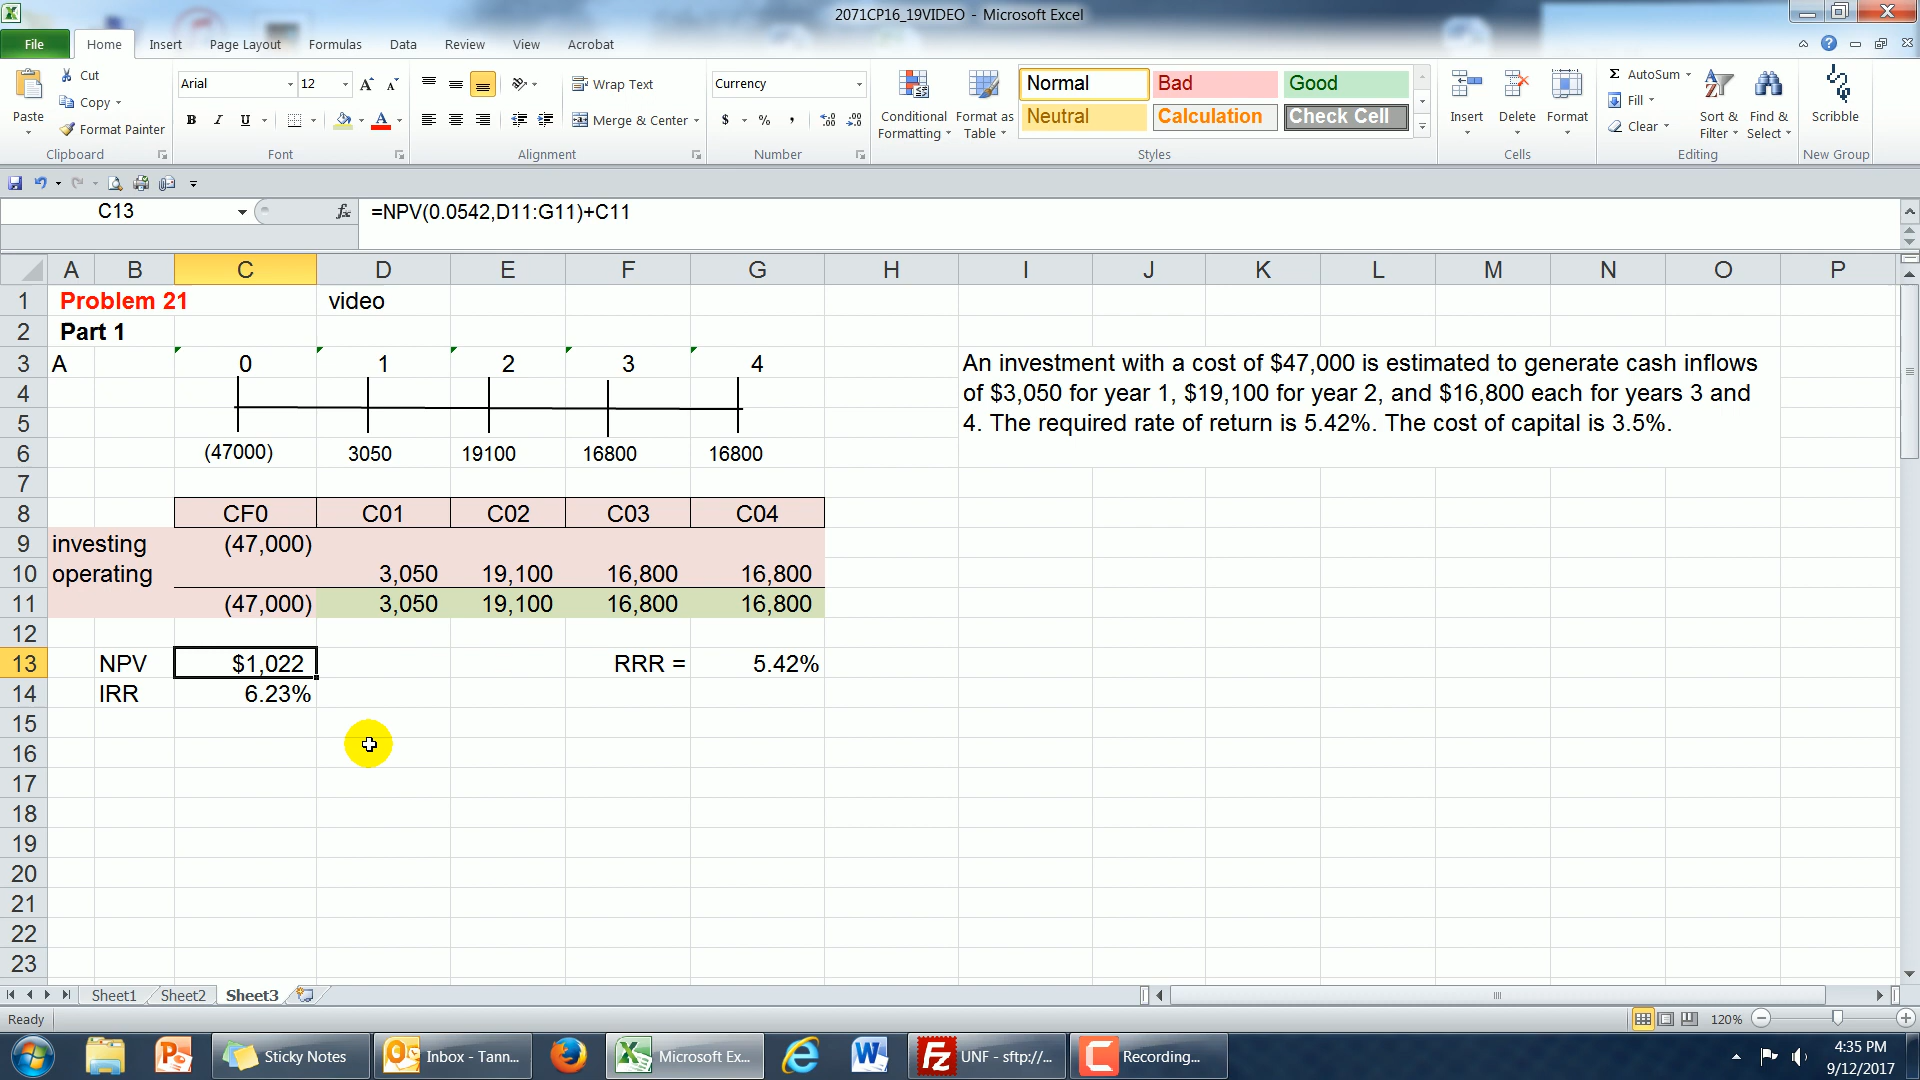 2071CP16_19VIDEO - Microsoft Excel
File Home Insert Page Layout Formulas Data Review View Acrobat
Paste
Cut
Copy
Format Painter
Clipboard
Arial 12
B I U
Font
Wrap Text
Merge & Center
Alignment
Currency
$ % ,
Number
Conditional Formatting
Format as Table
Normal Bad Good
Neutral Calculation Check Cell
Styles
Insert Delete Format
Cells
Σ AutoSum
Fill
Clear
Sort & Filter
Find & Select
Editing
Scribble
New Group
C13 fx =NPV(0.0542,D11:G11)+C11
A B C D E F G H I J K L M N O P
1 Problem 21 video
2 Part 1
3 A 0 1 2 3 4 An investment with a cost of $47,000 is estimated to generate cash inflows
4 of $3,050 for year 1, $19,100 for year 2, and $16,800 each for years 3 and
5 4. The required rate of return is 5.42%. The cost of capital is 3.5%.
6 (47000) 3050 19100 16800 16800
7
8 CF0 C01 C02 C03 C04
9 investing (47,000)
10 operating 3,050 19,100 16,800 16,800
11 (47,000) 3,050 19,100 16,800 16,800
12
13 NPV $1,022 RRR = 5.42%
14 IRR 6.23%
15
16
17
18
19
20
21
22
23
Sheet1 Sheet2 Sheet3
Ready 120%
Sticky Notes Inbox - Tann... Microsoft Ex... UNF - sftp://... Recording...
4:35 PM
9/12/2017